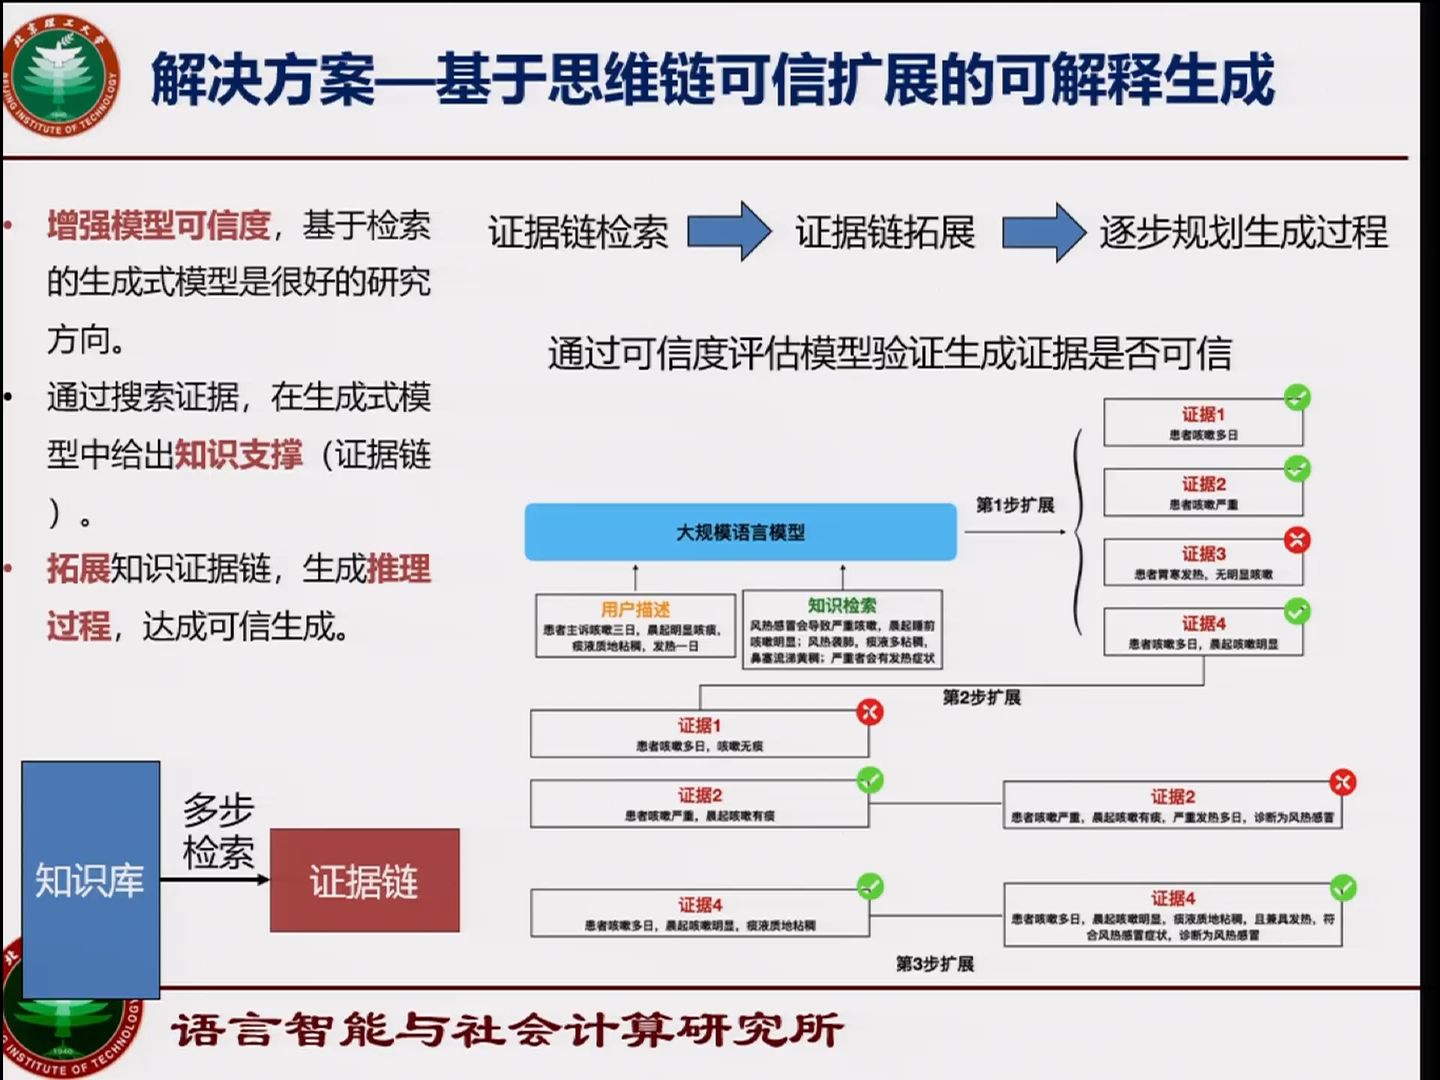 北京理工大学
BEIJING INSTITUTE OF TECHNOLOGY
1940
解决方案—基于思维链可信扩展的可解释生成
• 增强模型可信度，基于检索
的生成式模型是很好的研究
方向。
• 通过搜索证据，在生成式模
型中给出知识支撑（证据链
）。
• 拓展知识证据链，生成推理
过程，达成可信生成。
证据链检索
证据链拓展
逐步规划生成过程
通过可信度评估模型验证生成证据是否可信
大规模语言模型
第1步扩展
证据1
患者咳嗽多日
证据2
患者咳嗽严重
证据3
患者胃寒发热，无明显咳嗽
证据4
患者咳嗽多日，晨起咳嗽明显
用户描述
患者主诉咳嗽三日，晨起明显咳痰，
痰液质地粘稠，发热一日
知识检索
风热感冒会导致严重咳嗽，晨起睡前
咳嗽明显；风热袭肺，痰液多粘稠，
鼻塞流涕黄稠；严重者会有发热症状
第2步扩展
证据1
患者咳嗽多日，咳嗽无痰
证据2
患者咳嗽严重，晨起咳嗽有痰
证据2
患者咳嗽严重，晨起咳嗽有痰，严重发热多日，诊断为风热感冒
证据4
患者咳嗽多日，晨起咳嗽明显，痰液质地粘稠
证据4
患者咳嗽多日，晨起咳嗽明显，痰液质地粘稠，且兼具发热，符
合风热感冒症状，诊断为风热感冒
第3步扩展
知识库
多步
检索
证据链
北
INSTITUTE OF TECHNOLOGY
1940
语言智能与社会计算研究所